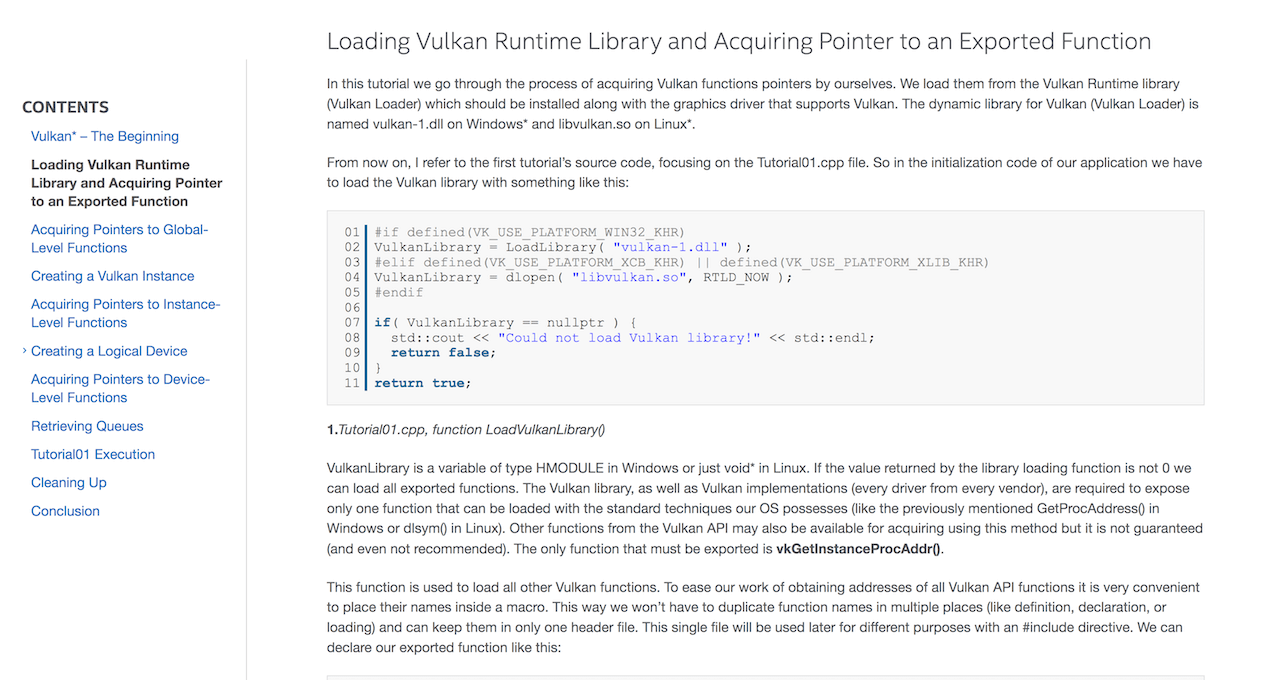 Loading Vulkan Runtime Library and Acquiring Pointer to an Exported Function
CONTENTS
Vulkan* – The Beginning
Loading Vulkan Runtime
Library and Acquiring Pointer
to an Exported Function
Acquiring Pointers to Global-
Level Functions
Creating a Vulkan Instance
Acquiring Pointers to Instance-
Level Functions
› Creating a Logical Device
Acquiring Pointers to Device-
Level Functions
Retrieving Queues
Tutorial01 Execution
Cleaning Up
Conclusion
In this tutorial we go through the process of acquiring Vulkan functions pointers by ourselves. We load them from the Vulkan Runtime library
(Vulkan Loader) which should be installed along with the graphics driver that supports Vulkan. The dynamic library for Vulkan (Vulkan Loader) is
named vulkan-1.dll on Windows* and libvulkan.so on Linux*.
From now on, I refer to the first tutorial’s source code, focusing on the Tutorial01.cpp file. So in the initialization code of our application we have
to load the Vulkan library with something like this:
01 #if defined(VK_USE_PLATFORM_WIN32_KHR)
02 VulkanLibrary = LoadLibrary( "vulkan-1.dll" );
03 #elif defined(VK_USE_PLATFORM_XCB_KHR) || defined(VK_USE_PLATFORM_XLIB_KHR)
04 VulkanLibrary = dlopen( "libvulkan.so", RTLD_NOW );
05 #endif
06
07 if( VulkanLibrary == nullptr ) {
08   std::cout << "Could not load Vulkan library!" << std::endl;
09   return false;
10 }
11 return true;
1.Tutorial01.cpp, function LoadVulkanLibrary()
VulkanLibrary is a variable of type HMODULE in Windows or just void* in Linux. If the value returned by the library loading function is not 0 we
can load all exported functions. The Vulkan library, as well as Vulkan implementations (every driver from every vendor), are required to expose
only one function that can be loaded with the standard techniques our OS possesses (like the previously mentioned GetProcAddress() in
Windows or dlsym() in Linux). Other functions from the Vulkan API may also be available for acquiring using this method but it is not guaranteed
(and even not recommended). The only function that must be exported is vkGetInstanceProcAddr().
This function is used to load all other Vulkan functions. To ease our work of obtaining addresses of all Vulkan API functions it is very convenient
to place their names inside a macro. This way we won’t have to duplicate function names in multiple places (like definition, declaration, or
loading) and can keep them in only one header file. This single file will be used later for different purposes with an #include directive. We can
declare our exported function like this: